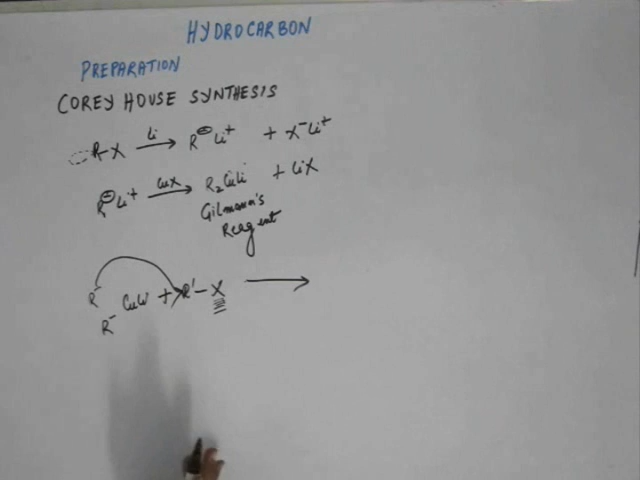 HYDROCARBON
PREPARATION
COREY HOUSE SYNTHESIS
R-X Li → R⊖ Li+ + X-Li+
R⊖Li+ CuX → R2CuLi + LiX
Gilmann's
Reagent
R-
R- CuLi + R'-X →